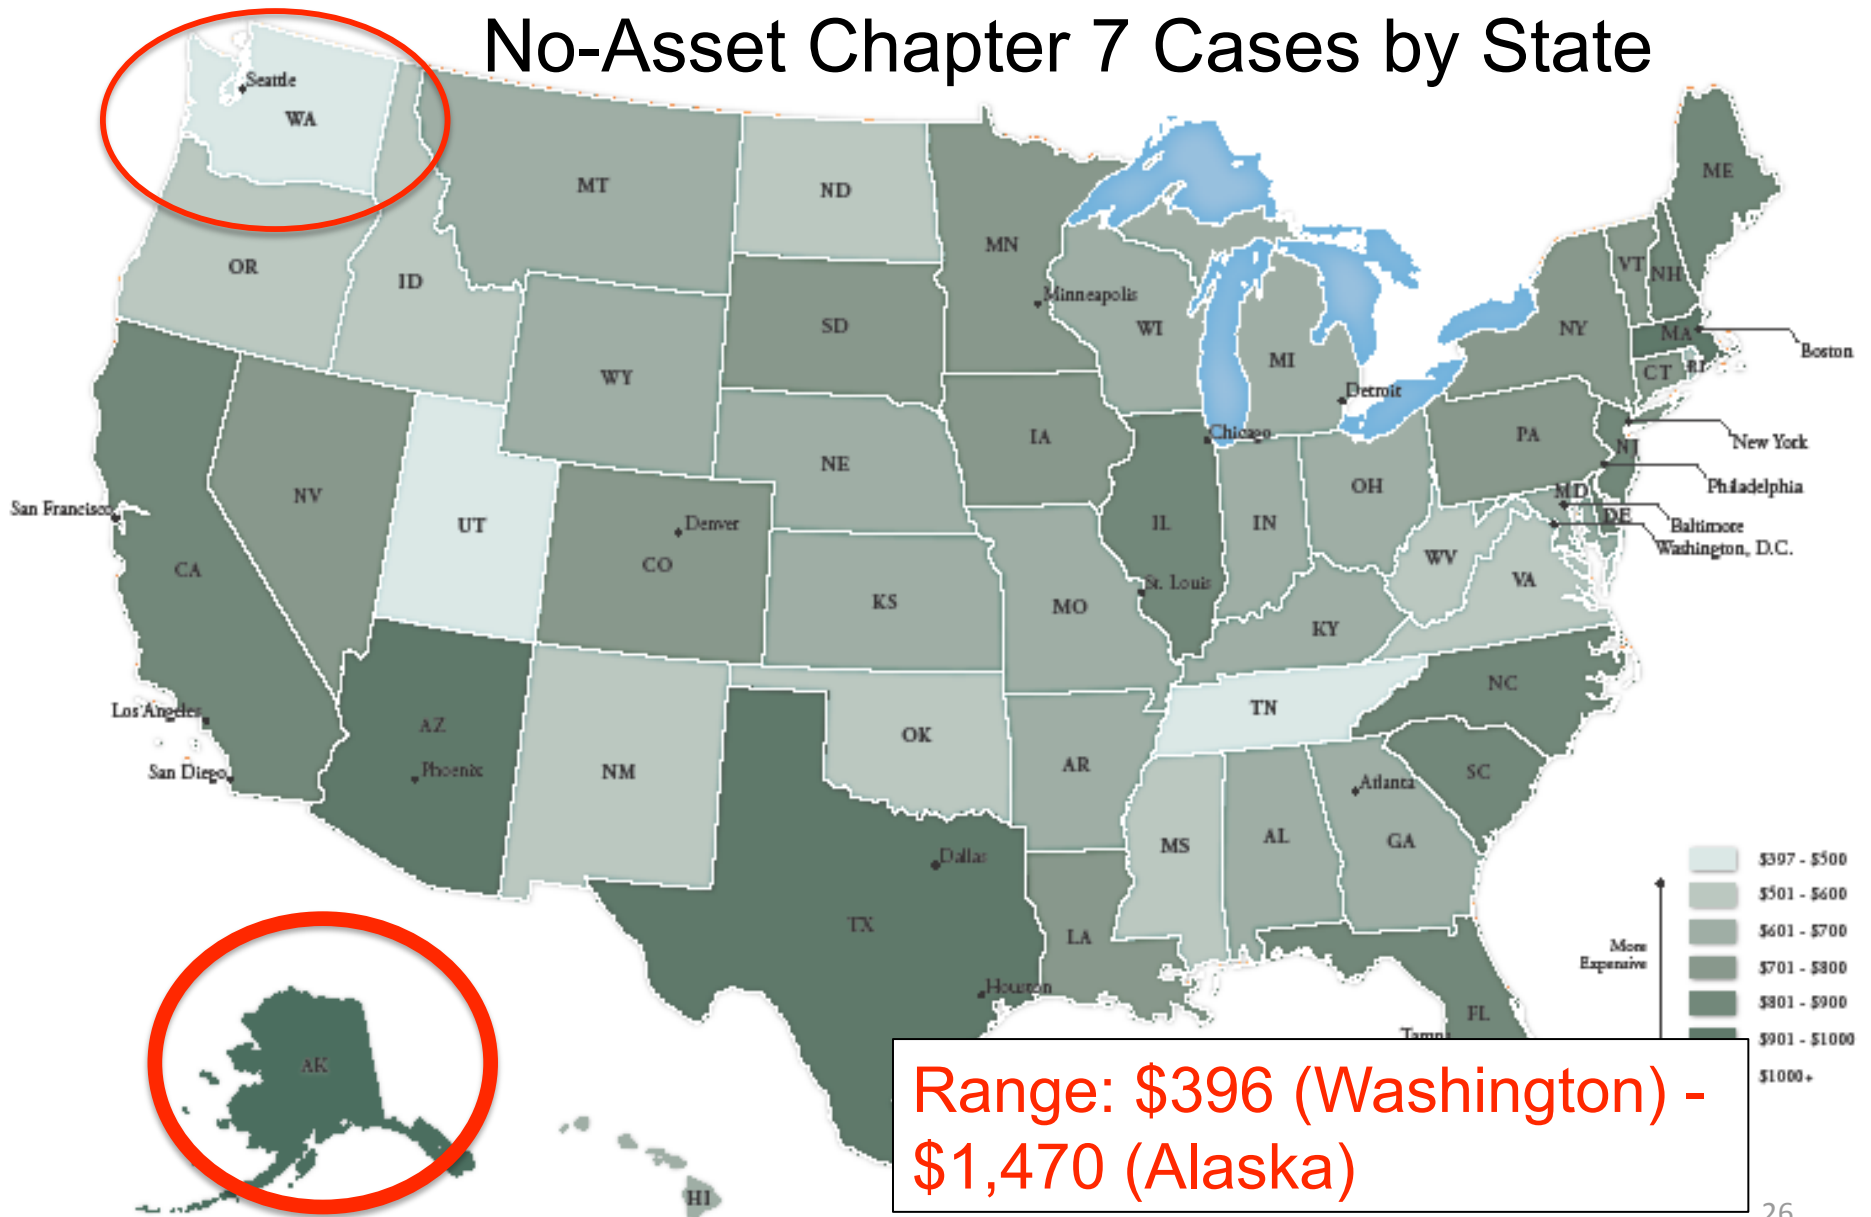 No-Asset Chapter 7 Cases by State
Seattle
WA
MT
ND
MN
ME
OR
ID
VT
NH
Minneapolis
SD
WI
NY
MA
Boston
WY
MI
CT
RI
Detroit
IA
Chicago
PA
NJ
New York
NE
OH
Philadelphia
San Francisco
NV
UT
Denver
IL
IN
MD
DE
Baltimore
Washington, D.C.
CA
CO
WV
VA
St. Louis
KS
MO
KY
NC
Los Angeles
AZ
TN
OK
San Diego
Phoenix
NM
AR
SC
Atlanta
MS
AL
GA
Dallas
TX
LA
Houston
FL
AK
HI
$397 - $500
$501 - $600
$601 - $700
More
Expensive
$701 - $800
$801 - $900
$901 - $1000
$1000+
Range: $396 (Washington) -
$1,470 (Alaska)
26